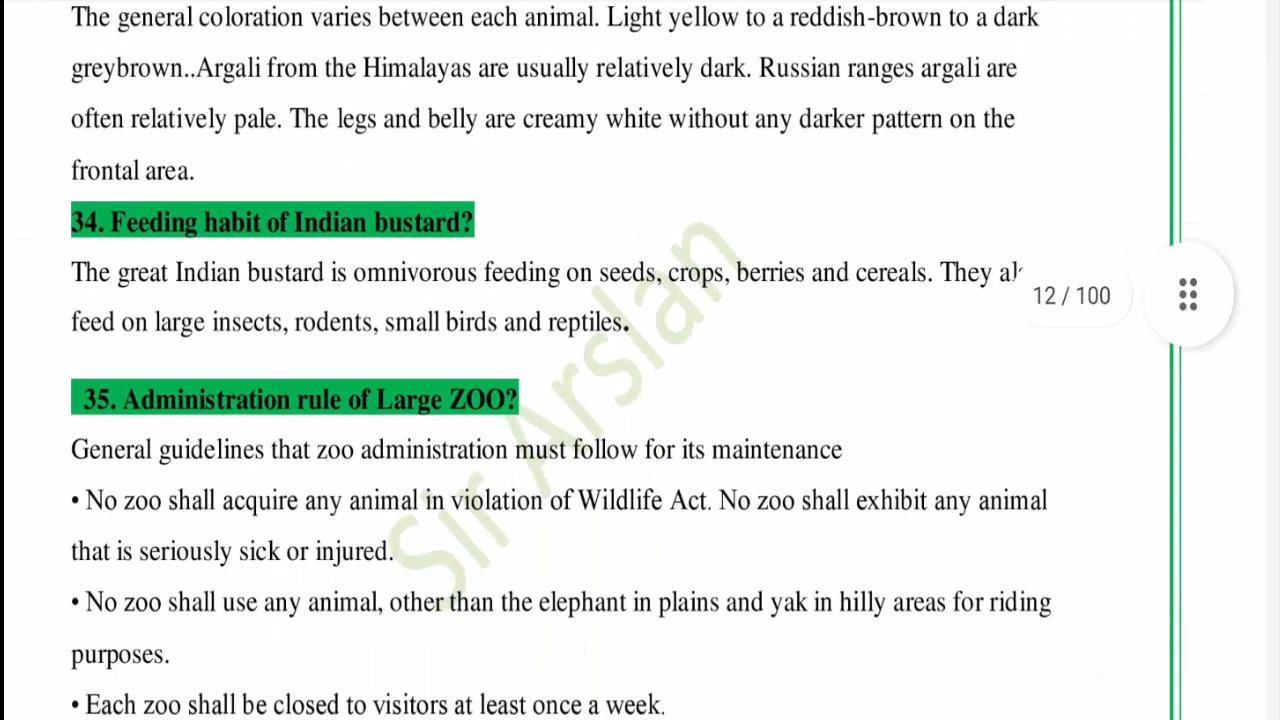 The general coloration varies between each animal. Light yellow to a reddish-brown to a dark
greybrown..Argali from the Himalayas are usually relatively dark. Russian ranges argali are
often relatively pale. The legs and belly are creamy white without any darker pattern on the
frontal area.
34. Feeding habit of Indian bustard?
The great Indian bustard is omnivorous feeding on seeds, crops, berries and cereals. They
12 / 100
feed on large insects, rodents, small birds and reptiles.
35. Administration rule of Large ZOO?
General guidelines that zoo administration must follow for its maintenance
• No zoo shall acquire any animal in violation of Wildlife Act. No zoo shall exhibit any animal
that is seriously sick or injured.
• No zoo shall use any animal, other than the elephant in plains and yak in hilly areas for riding
purposes.
• Each zoo shall be closed to visitors at least once a week.
Sir Arslan